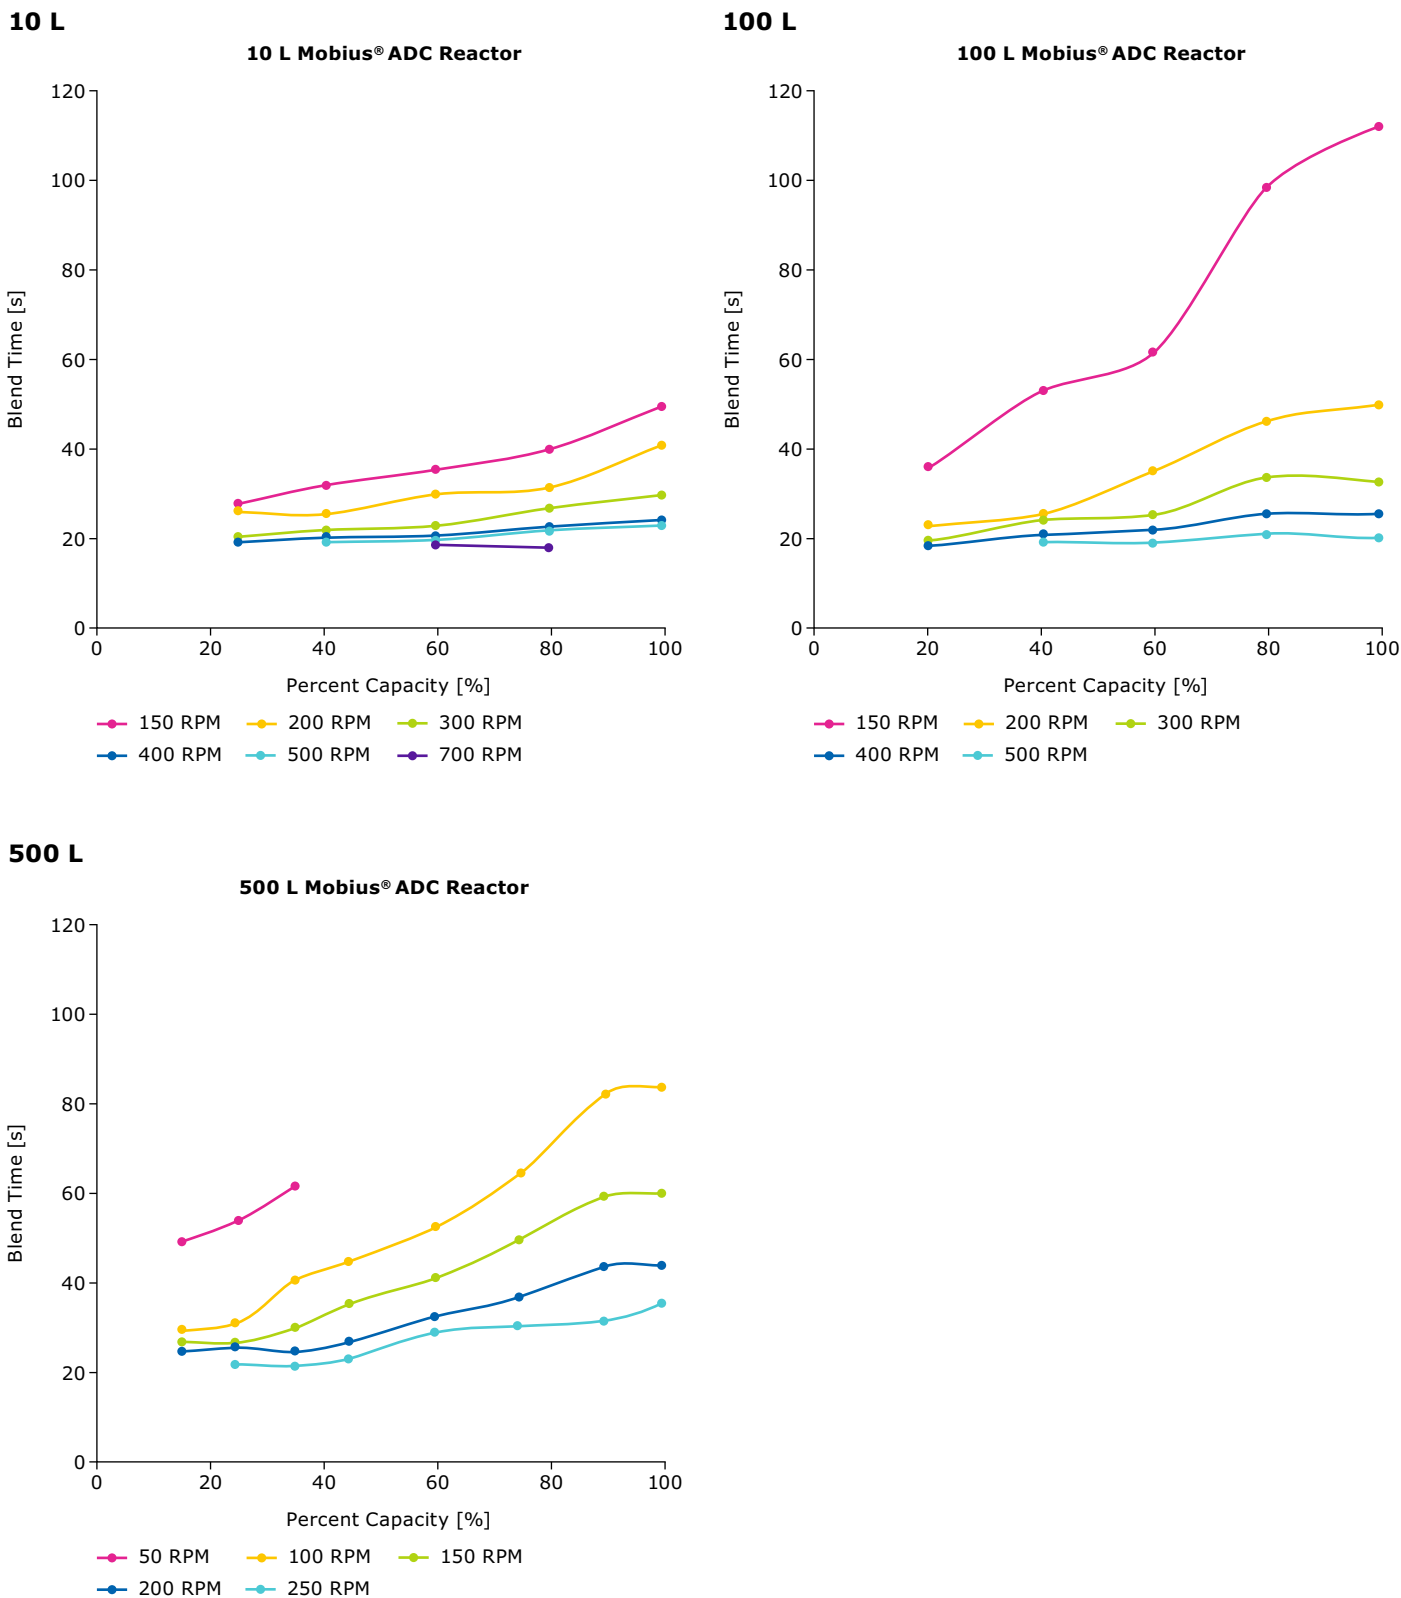 10 L
10 L Mobius® ADC Reactor
120
100
80
60
40
20
0
Blend Time [s]
0 20 40 60 80 100
Percent Capacity [%]
150 RPM 200 RPM 300 RPM
400 RPM 500 RPM 700 RPM
100 L
100 L Mobius® ADC Reactor
120
100
80
60
40
20
0
Blend Time [s]
0 20 40 60 80 100
Percent Capacity [%]
150 RPM 200 RPM 300 RPM
400 RPM 500 RPM
500 L
500 L Mobius® ADC Reactor
120
100
80
60
40
20
0
Blend Time [s]
0 20 40 60 80 100
Percent Capacity [%]
50 RPM 100 RPM 150 RPM
200 RPM 250 RPM